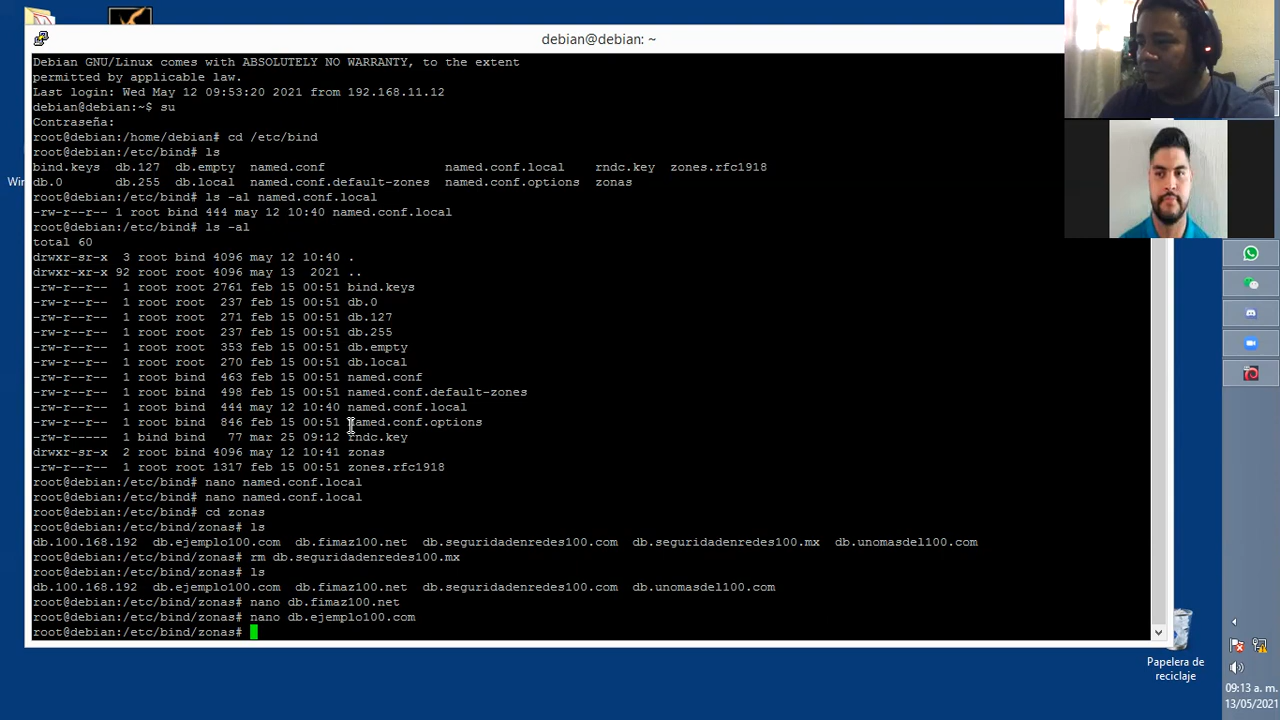 debian@debian: ~
Debian GNU/Linux comes with ABSOLUTELY NO WARRANTY, to the extent
permitted by applicable law.
Last login: Wed May 12 09:53:20 2021 from 192.168.11.12
debian@debian:~$ su
Contraseña:
root@debian:/home/debian# cd /etc/bind
root@debian:/etc/bind# ls
bind.keys  db.127  db.empty  named.conf                named.conf.local    rndc.key  zones.rfc1918
db.0       db.255  db.local  named.conf.default-zones  named.conf.options  zonas
root@debian:/etc/bind# ls -al named.conf.local
-rw-r--r-- 1 root bind 444 may 12 10:40 named.conf.local
root@debian:/etc/bind# ls -al
total 60
drwxr-sr-x  3 root bind 4096 may 12 10:40 .
drwxr-xr-x 92 root root 4096 may 13  2021 ..
-rw-r--r--  1 root root 2761 feb 15 00:51 bind.keys
-rw-r--r--  1 root root  237 feb 15 00:51 db.0
-rw-r--r--  1 root root  271 feb 15 00:51 db.127
-rw-r--r--  1 root root  237 feb 15 00:51 db.255
-rw-r--r--  1 root root  353 feb 15 00:51 db.empty
-rw-r--r--  1 root root  270 feb 15 00:51 db.local
-rw-r--r--  1 root bind  463 feb 15 00:51 named.conf
-rw-r--r--  1 root bind  498 feb 15 00:51 named.conf.default-zones
-rw-r--r--  1 root bind  444 may 12 10:40 named.conf.local
-rw-r--r--  1 root bind  846 feb 15 00:51 named.conf.options
-rw-r-----  1 bind bind   77 mar 25 09:12 rndc.key
drwxr-sr-x  2 root bind 4096 may 12 10:41 zonas
-rw-r--r--  1 root root 1317 feb 15 00:51 zones.rfc1918
root@debian:/etc/bind# nano named.conf.local
root@debian:/etc/bind# nano named.conf.local
root@debian:/etc/bind# cd zonas
root@debian:/etc/bind/zonas# ls
db.100.168.192  db.ejemplo100.com  db.fimaz100.net  db.seguridadenredes100.com  db.seguridadenredes100.mx  db.unomasdel100.com
root@debian:/etc/bind/zonas# rm db.seguridadenredes100.mx
root@debian:/etc/bind/zonas# ls
db.100.168.192  db.ejemplo100.com  db.fimaz100.net  db.seguridadenredes100.com  db.unomasdel100.com
root@debian:/etc/bind/zonas# nano db.fimaz100.net
root@debian:/etc/bind/zonas# nano db.ejemplo100.com
root@debian:/etc/bind/zonas#
Papelera de
reciclaje
09:13 a. m.
13/05/2021